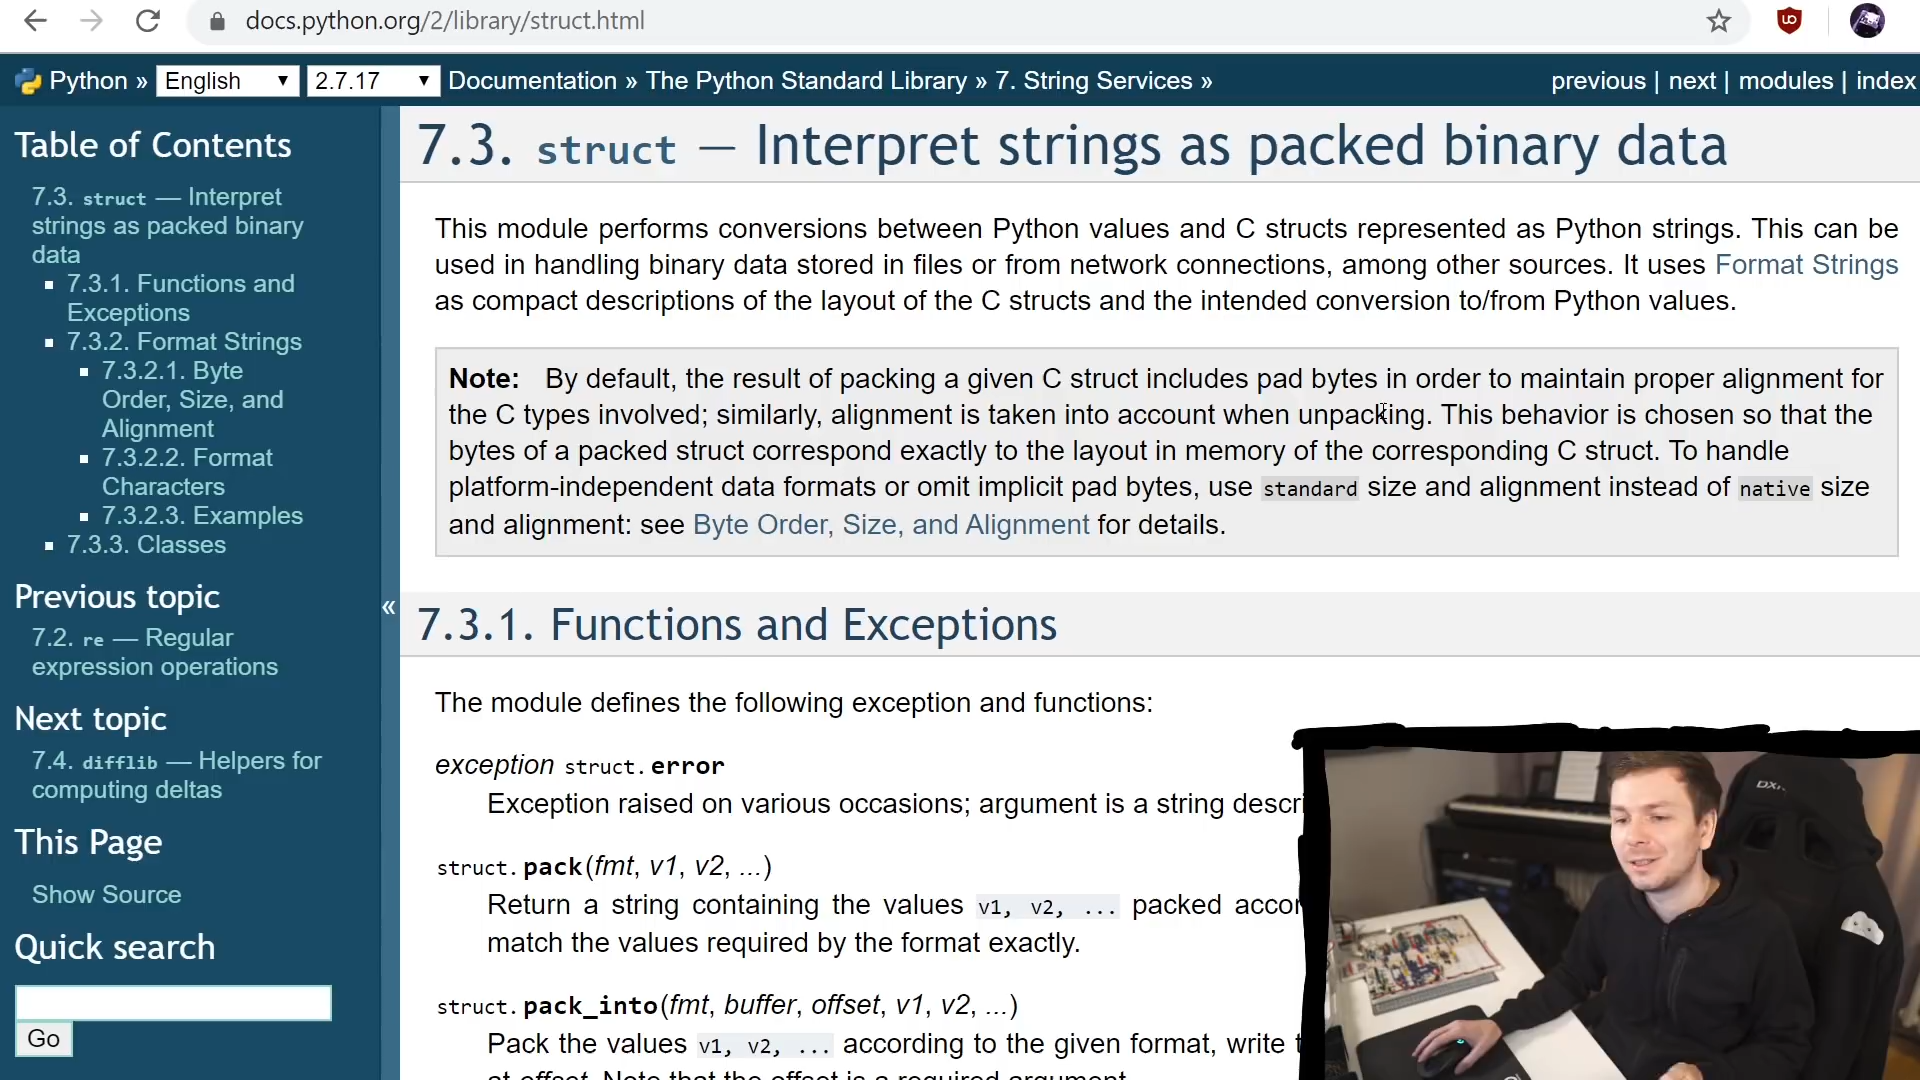 docs.python.org/2/library/struct.html
Python » English 2.7.17 Documentation » The Python Standard Library » 7. String Services »
previous | next | modules | index
Table of Contents
7.3. struct — Interpret
strings as packed binary
data
7.3.1. Functions and
Exceptions
7.3.2. Format Strings
7.3.2.1. Byte
Order, Size, and
Alignment
7.3.2.2. Format
Characters
7.3.2.3. Examples
7.3.3. Classes
Previous topic
7.2. re — Regular
expression operations
Next topic
7.4. difflib — Helpers for
computing deltas
This Page
Show Source
Quick search
Go
«
7.3. struct — Interpret strings as packed binary data
This module performs conversions between Python values and C structs represented as Python strings. This can be
used in handling binary data stored in files or from network connections, among other sources. It uses Format Strings
as compact descriptions of the layout of the C structs and the intended conversion to/from Python values.
Note: By default, the result of packing a given C struct includes pad bytes in order to maintain proper alignment for
the C types involved; similarly, alignment is taken into account when unpacking. This behavior is chosen so that the
bytes of a packed struct correspond exactly to the layout in memory of the corresponding C struct. To handle
platform-independent data formats or omit implicit pad bytes, use standard size and alignment instead of native size
and alignment: see Byte Order, Size, and Alignment for details.
7.3.1. Functions and Exceptions
The module defines the following exception and functions:
exception struct.error
Exception raised on various occasions; argument is a string descri
struct.pack(fmt, v1, v2, ...)
Return a string containing the values v1, v2, ... packed accor
match the values required by the format exactly.
struct.pack_into(fmt, buffer, offset, v1, v2, ...)
Pack the values v1, v2, ... according to the given format, write t
at offset. Note that the offset is a required argument.